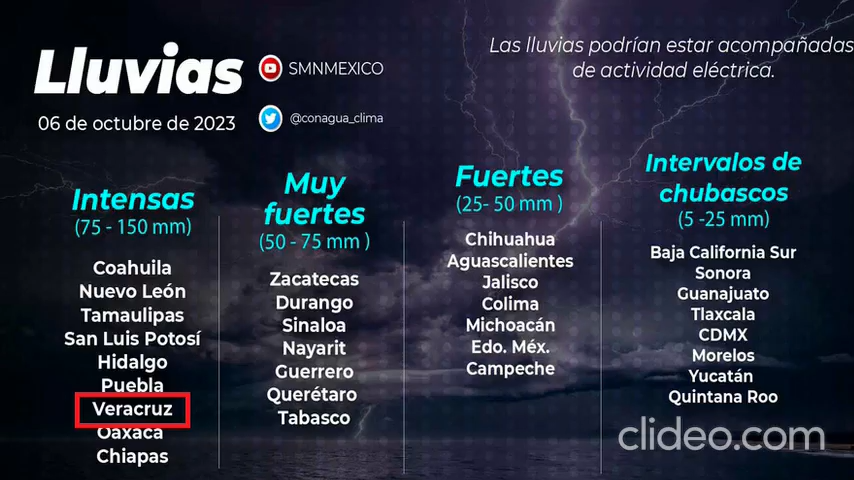 Lluvias
06 de octubre de 2023
SMNMEXICO
@conagua_clima
Las lluvias podrían estar acompañadas
de actividad eléctrica.
Intensas
(75 - 150 mm)
Coahuila
Nuevo León
Tamaulipas
San Luis Potosí
Hidalgo
Puebla
Veracruz
Oaxaca
Chiapas
Muy
fuertes
(50 - 75 mm )
Zacatecas
Durango
Sinaloa
Nayarit
Guerrero
Querétaro
Tabasco
Fuertes
(25- 50 mm )
Chihuahua
Aguascalientes
Jalisco
Colima
Michoacán
Edo. Méx.
Campeche
Intervalos de
chubascos
(5 -25 mm)
Baja California Sur
Sonora
Guanajuato
Tlaxcala
CDMX
Morelos
Yucatán
Quintana Roo
clideo.com